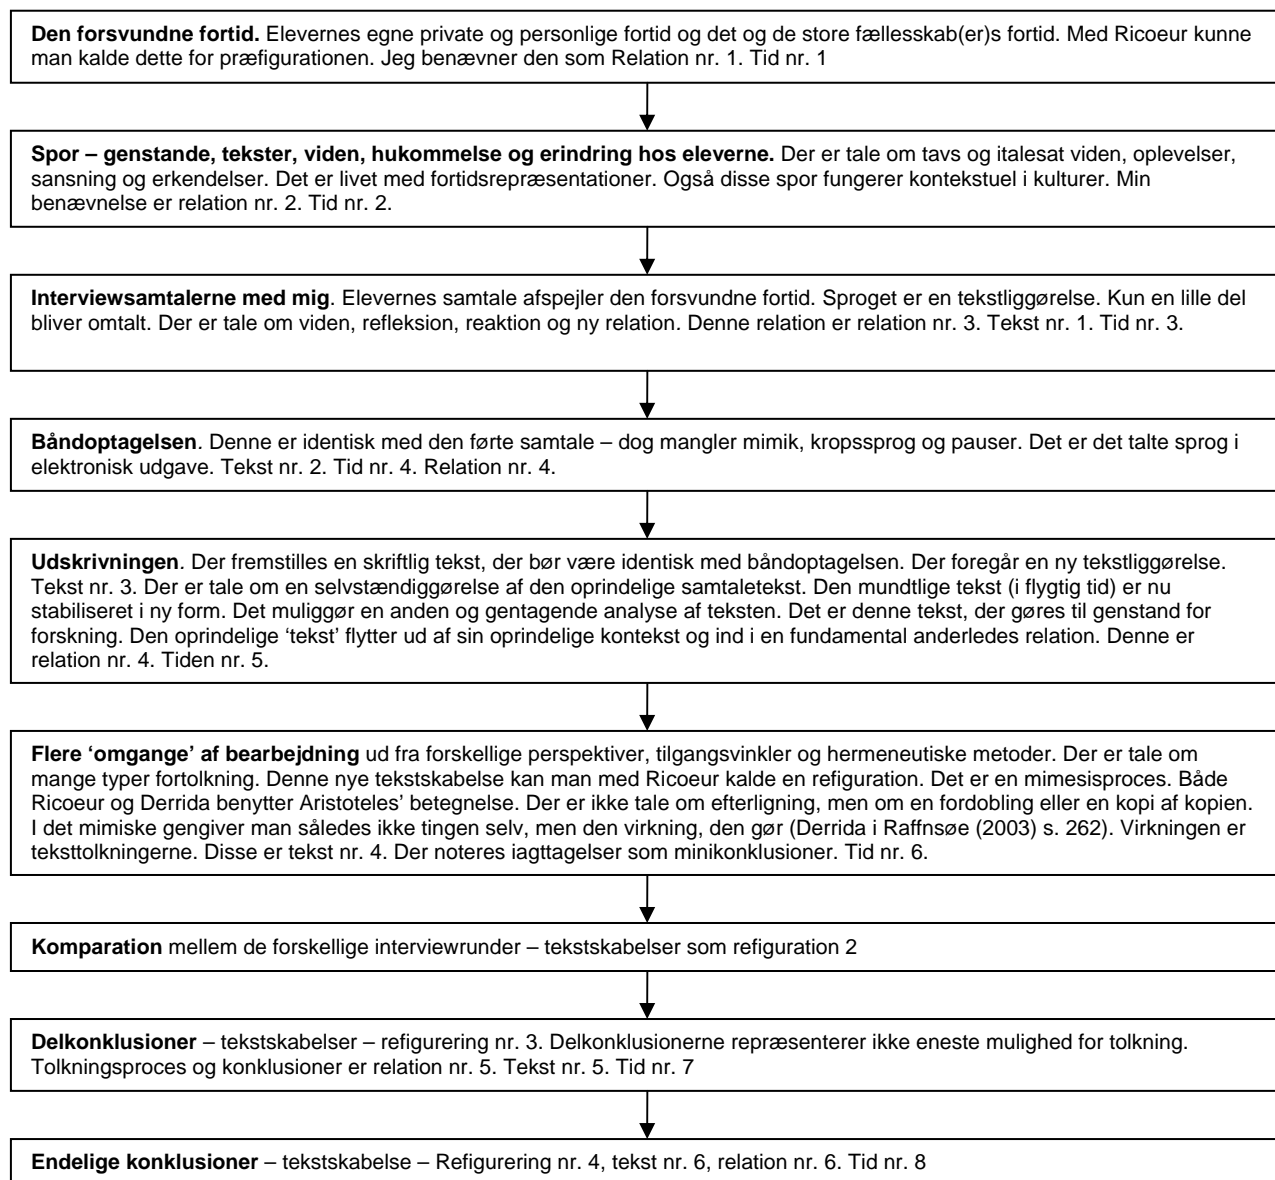 Den forsvundne fortid. Elevernes egne private og personlige fortid og det og de store fællesskab(er)s fortid. Med Ricoeur kunne
man kalde dette for præfigurationen. Jeg benævner den som Relation nr. 1. Tid nr. 1
Spor – genstande, tekster, viden, hukommelse og erindring hos eleverne. Der er tale om tavs og italesat viden, oplevelser,
sansning og erkendelser. Det er livet med fortidsrepræsentationer. Også disse spor fungerer kontekstuel i kulturer. Min
benævnelse er relation nr. 2. Tid nr. 2.
Interviewsamtalerne med mig. Elevernes samtale afspejler den forsvundne fortid. Sproget er en tekstliggørelse. Kun en lille del
bliver omtalt. Der er tale om viden, refleksion, reaktion og ny relation. Denne relation er relation nr. 3. Tekst nr. 1. Tid nr. 3.
Båndoptagelsen. Denne er identisk med den førte samtale – dog mangler mimik, kropssprog og pauser. Det er det talte sprog i
elektronisk udgave. Tekst nr. 2. Tid nr. 4. Relation nr. 4.
Udskrivningen. Der fremstilles en skriftlig tekst, der bør være identisk med båndoptagelsen. Der foregår en ny tekstliggørelse.
Tekst nr. 3. Der er tale om en selvstændiggørelse af den oprindelige samtaletekst. Den mundtlige tekst (i flygtig tid) er nu
stabiliseret i ny form. Det muliggør en anden og gentagende analyse af teksten. Det er denne tekst, der gøres til genstand for
forskning. Den oprindelige ‘tekst’ flytter ud af sin oprindelige kontekst og ind i en fundamental anderledes relation. Denne er
relation nr. 4. Tiden nr. 5.
Flere ‘omgange’ af bearbejdning ud fra forskellige perspektiver, tilgangsvinkler og hermeneutiske metoder. Der er tale om
mange typer fortolkning. Denne nye tekstskabelse kan man med Ricoeur kalde en refiguration. Det er en mimesisproces. Både
Ricoeur og Derrida benytter Aristoteles’ betegnelse. Der er ikke tale om efterligning, men om en fordobling eller en kopi af kopien.
I det mimiske gengiver man således ikke tingen selv, men den virkning, den gør (Derrida i Raffnsøe (2003) s. 262). Virkningen er
teksttolkningerne. Disse er tekst nr. 4. Der noteres iagttagelser som minikonklusioner. Tid nr. 6.
Komparation mellem de forskellige interviewrunder – tekstskabelser som refiguration 2
Delkonklusioner – tekstskabelser – refigurering nr. 3. Delkonklusionerne repræsenterer ikke eneste mulighed for tolkning.
Tolkningsproces og konklusioner er relation nr. 5. Tekst nr. 5. Tid nr. 7
Endelige konklusioner – tekstskabelse – Refigurering nr. 4, tekst nr. 6, relation nr. 6. Tid nr. 8